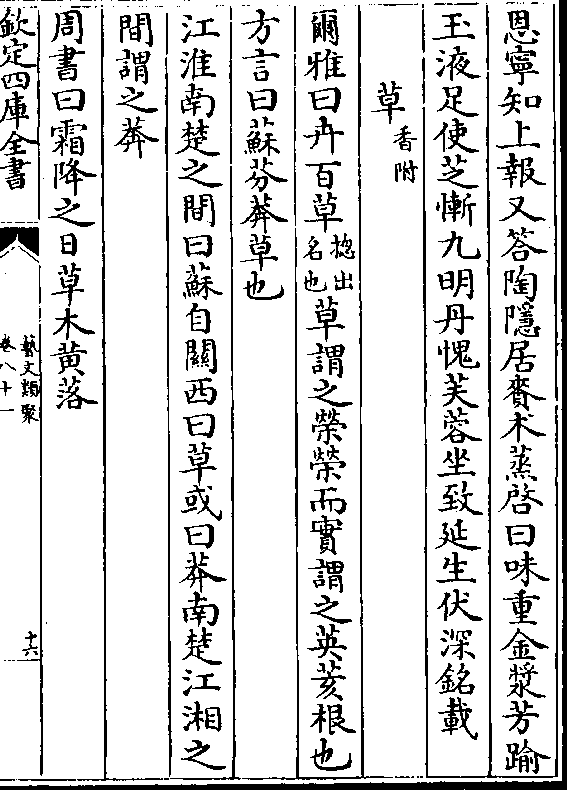 恩寧知上報又答陶隱居賚术蒸啓曰味重金漿芳踰
玉液足使芝慚九明丹愧芙蓉坐致延生伏深銘載
草香附
爾雅曰卉百草揔名也出草謂之榮榮而實謂之英荄根也
方言曰蘇芬莽草也
江淮南楚之間曰蘇自關西曰草或曰莽南楚江湘之
間謂之莽
周書曰霜降之日草木黄落
欽定四庫全書
藝文類聚
卷八十一
十六